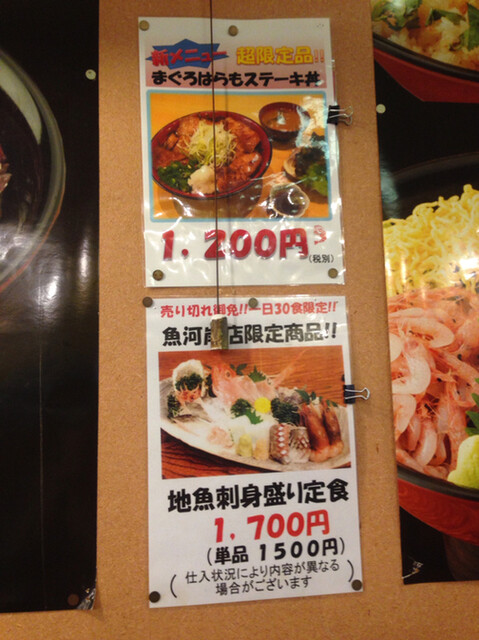 新メニュー 超限定品!!
まぐろはらもステーキ丼
1,200円
(税別)
売り切れ御免!!一日30食限定!!
魚河岸店限定商品!!
地魚刺身盛り定食
1,700円
(単品 1500円)
(仕入状況により内容が異なる
場合がございます)